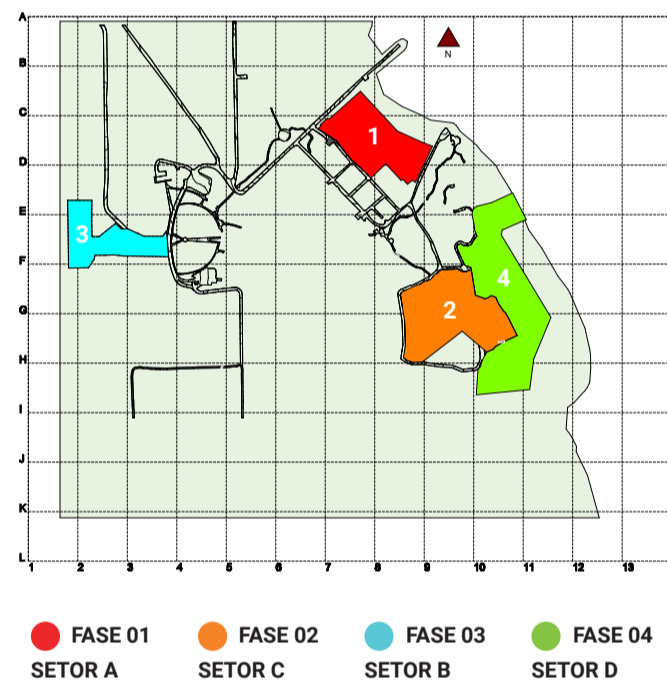 A
N
B
C
1
D
E
3
F
4
G
2
H
I
J
K
L
1 2 3 4 5 6 7 8 9 10 11 12 13
FASE 01 FASE 02 FASE 03 FASE 04
SETOR A SETOR C SETOR B SETOR D